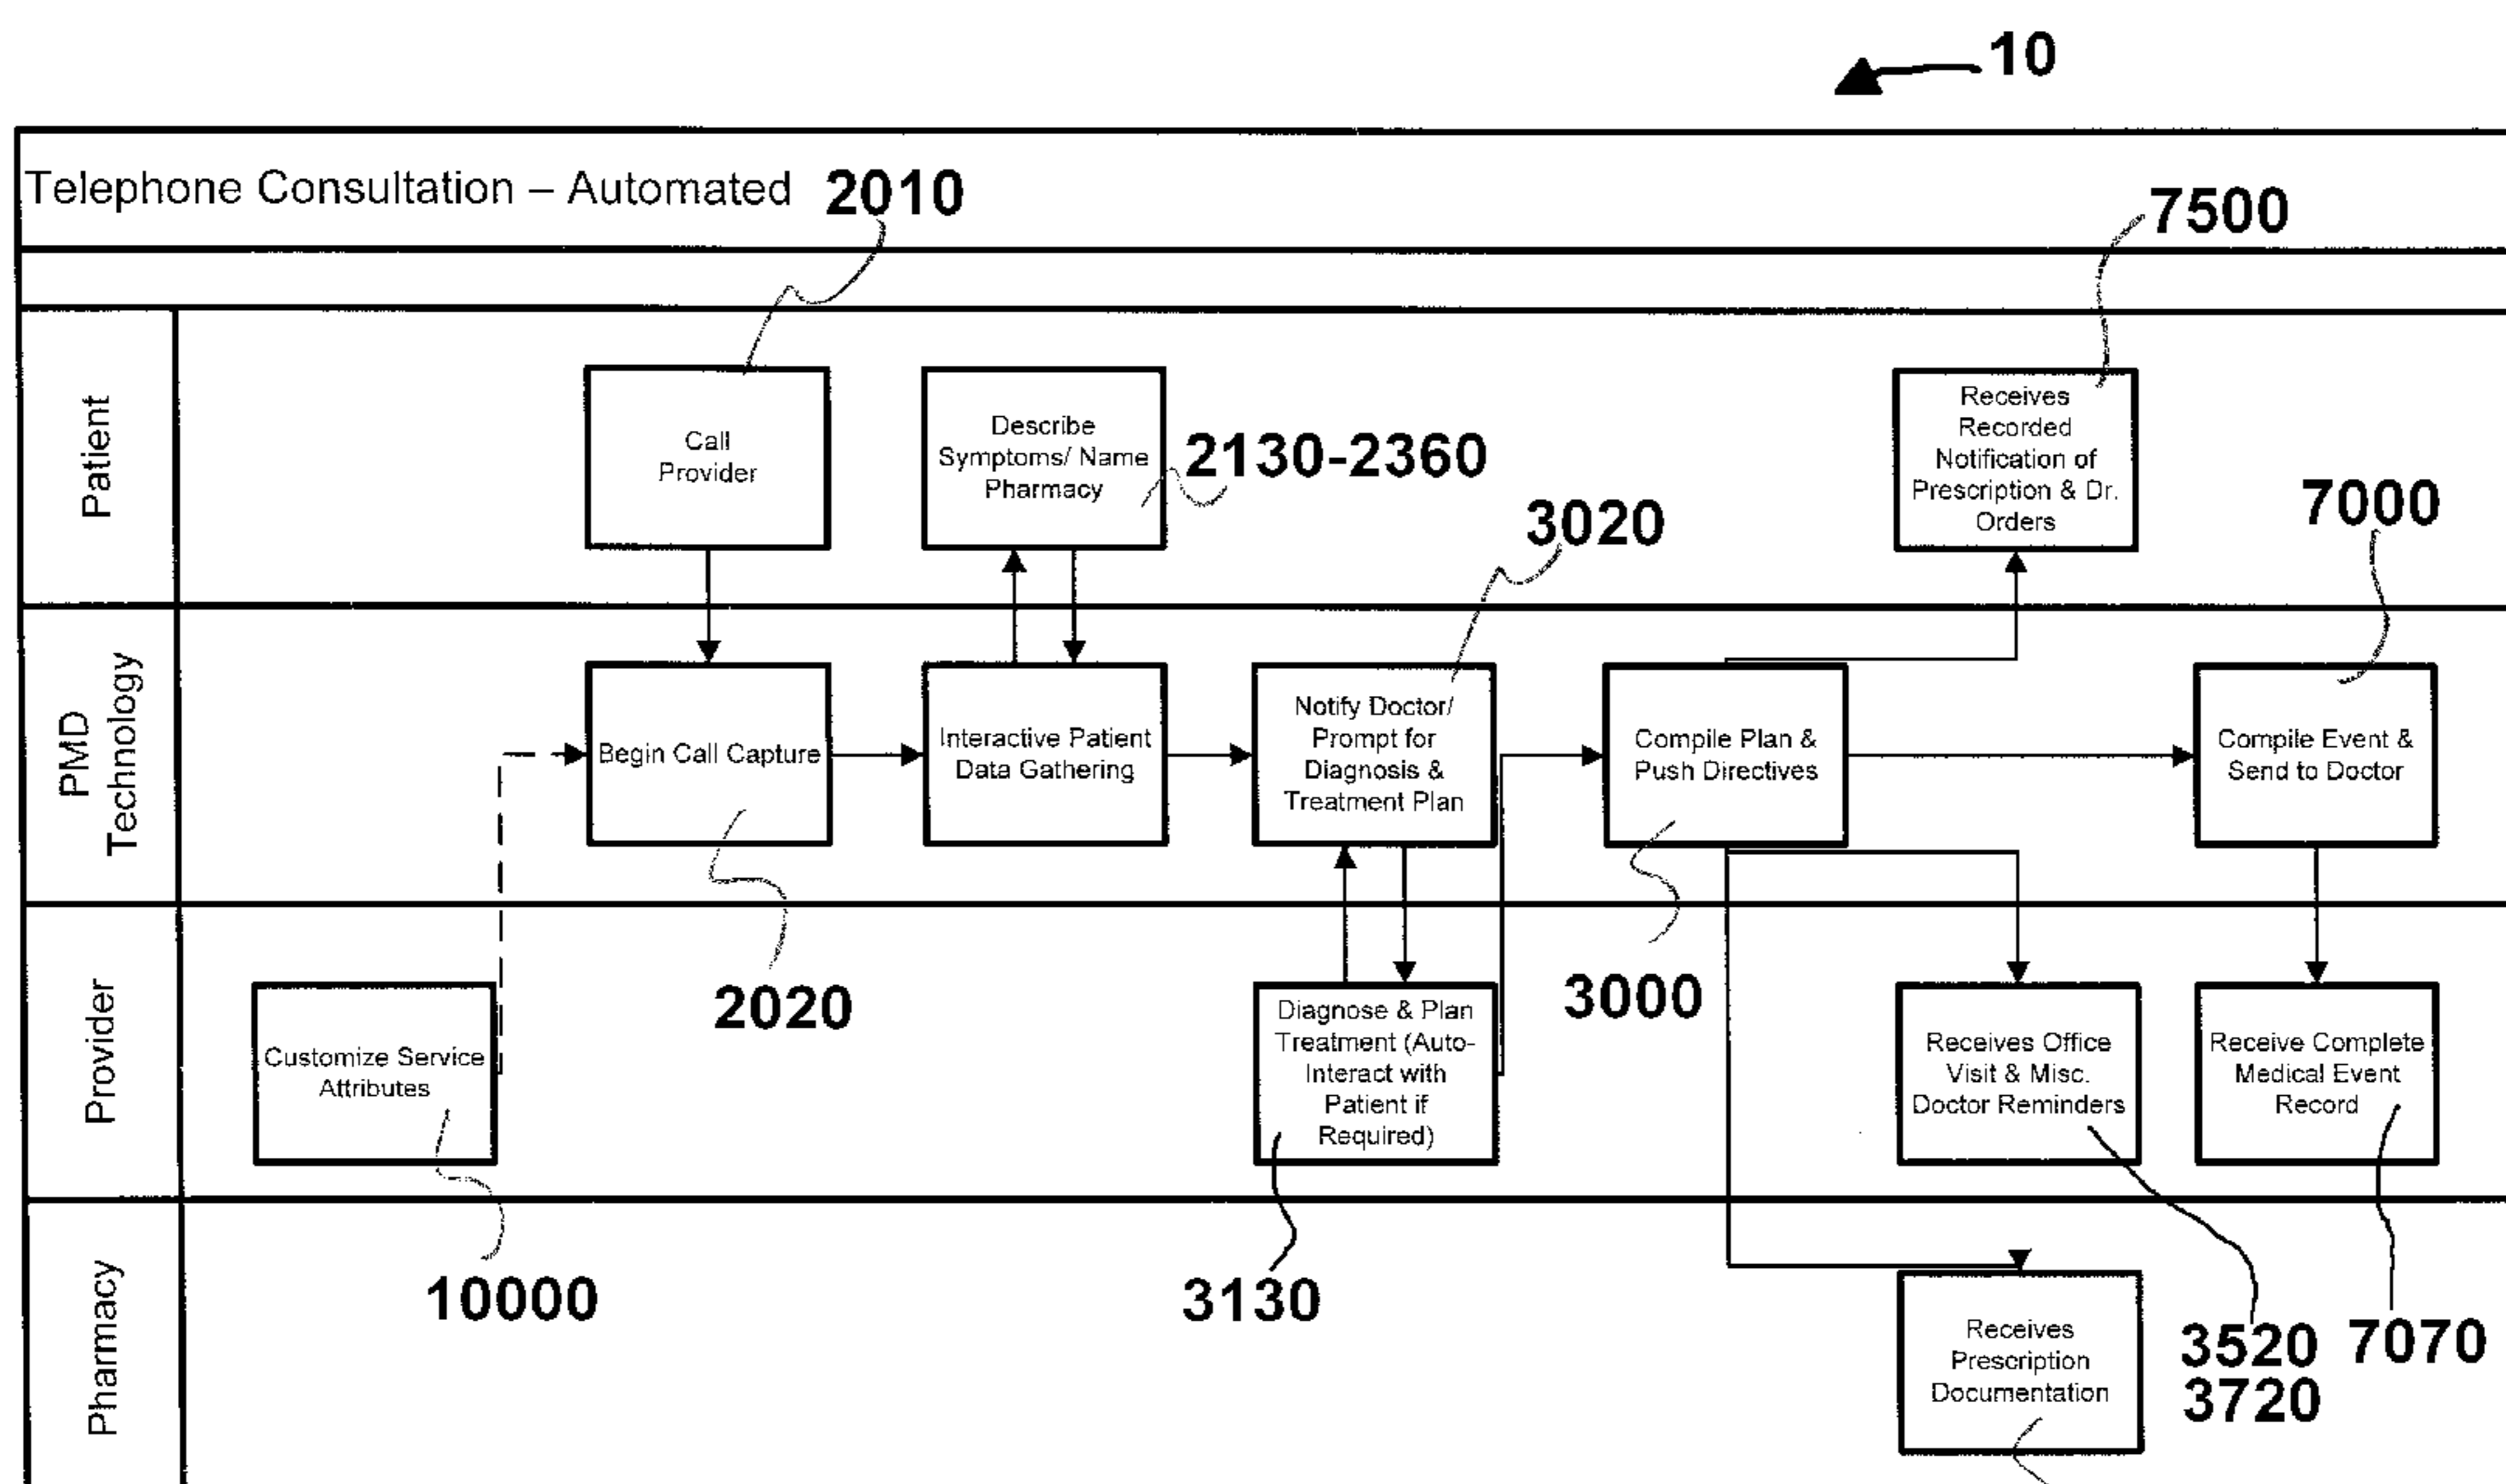 10
Telephone Consultation – Automated 2010
7500
Patient
Call
Provider
Describe
Symptoms/ Name
Pharmacy
2130-2360
3020
Receives
Recorded
Notification of
Prescription & Dr.
Orders
7000
PMD
Technology
Begin Call Capture
Interactive Patient
Data Gathering
Notify Doctor/
Prompt for
Diagnosis &
Treatment Plan
Compile Plan &
Push Directives
Compile Event &
Send to Doctor
2020
3000
Provider
Customize Service
Attributes
Diagnose & Plan
Treatment (Auto-
Interact with
Patient if
Required)
Receives Office
Visit & Misc.
Doctor Reminders
Receive Complete
Medical Event
Record
10000
3130
3520
3720
7070
Pharmacy
Receives
Prescription
Documentation